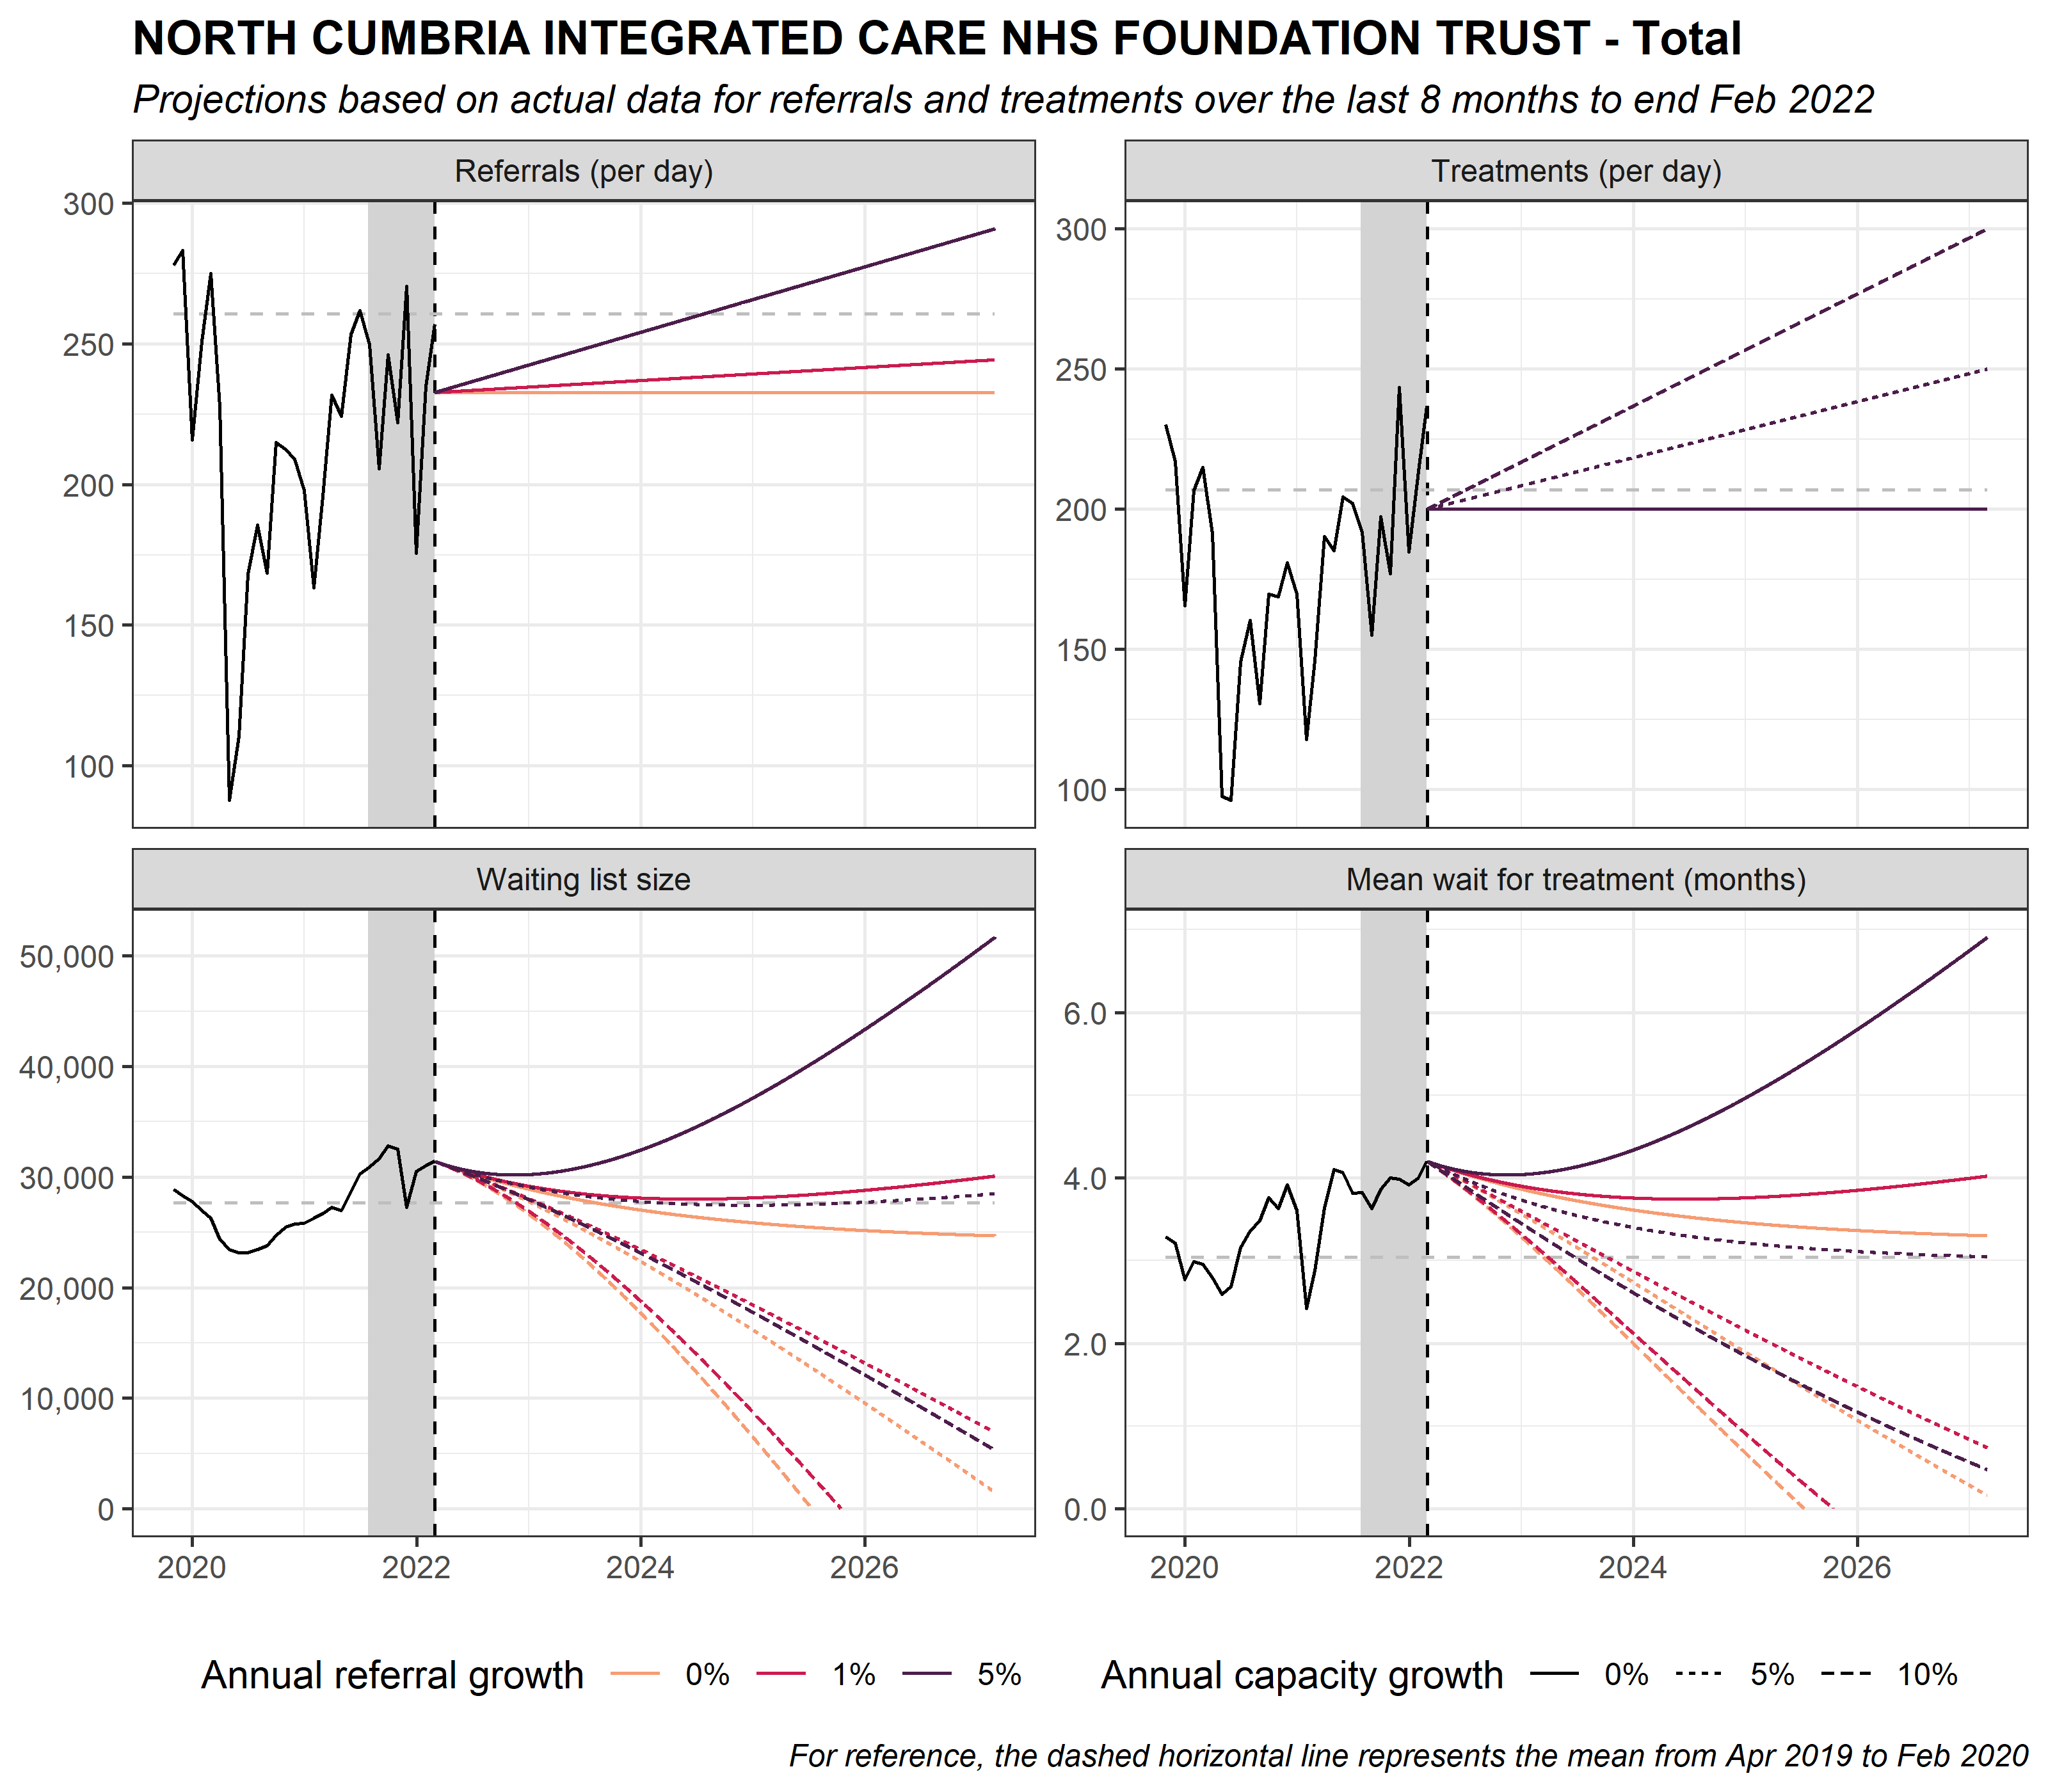 NORTH CUMBRIA INTEGRATED CARE NHS FOUNDATION TRUST - Total
Projections based on actual data for referrals and treatments over the last 8 months to end Feb 2022
Referrals (per day)
300
250
200
150
100
Treatments (per day)
300
250
200
150
100
Waiting list size
50,000
40,000
30,000
20,000
10,000
0
2020 2022 2024 2026
Mean wait for treatment (months)
6.0
4.0
2.0
0.0
2020 2022 2024 2026
Annual referral growth 0% 1% 5%
Annual capacity growth 0% 5% 10%
For reference, the dashed horizontal line represents the mean from Apr 2019 to Feb 2020